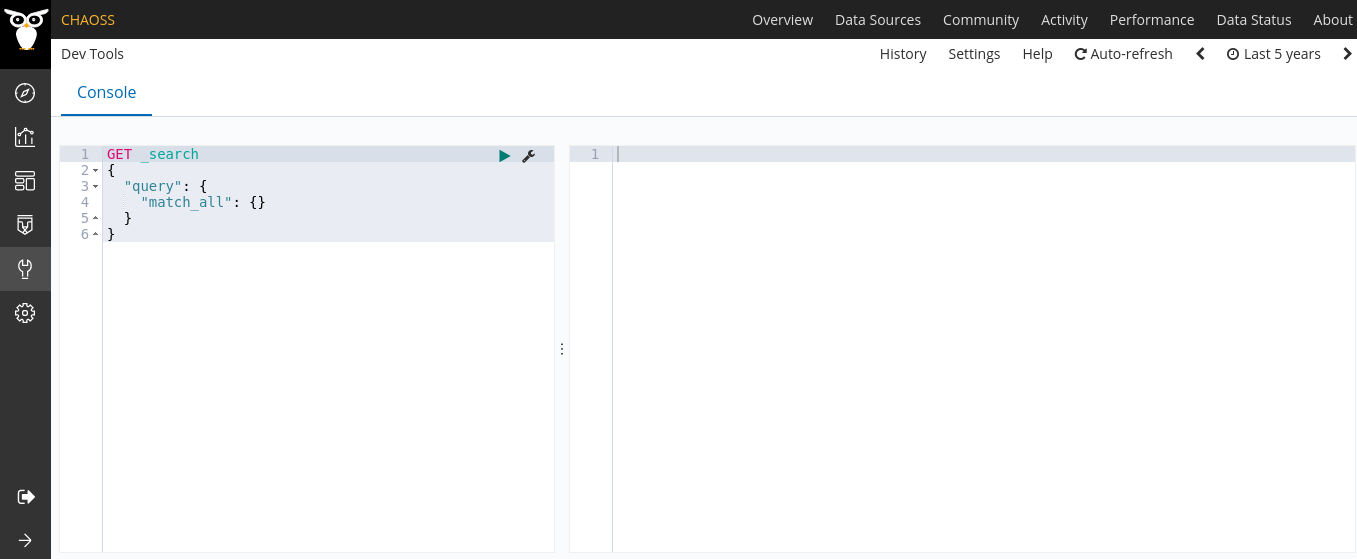 CHAOSS Overview Data Sources Community Activity Performance Data Status About
Dev Tools History Settings Help Auto-refresh Last 5 years
Console
1 GET _search
2 {
3 "query": {
4 "match_all": {}
5 }
6 }
1